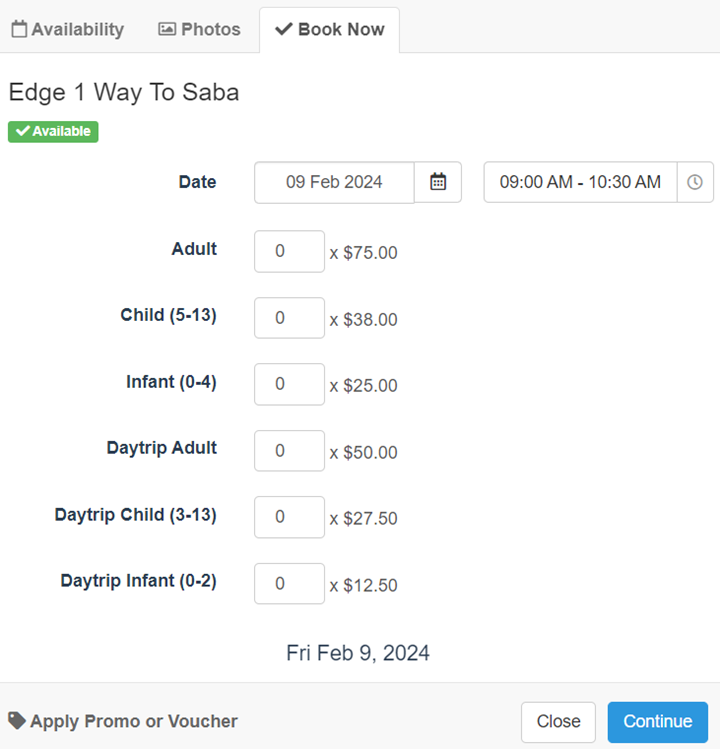 Availability Photos Book Now
Edge 1 Way To Saba
Available
Date 09 Feb 2024 09:00 AM - 10:30 AM
Adult 0 x $75.00
Child (5-13) 0 x $38.00
Infant (0-4) 0 x $25.00
Daytrip Adult 0 x $50.00
Daytrip Child (3-13) 0 x $27.50
Daytrip Infant (0-2) 0 x $12.50
Fri Feb 9, 2024
Apply Promo or Voucher Close Continue